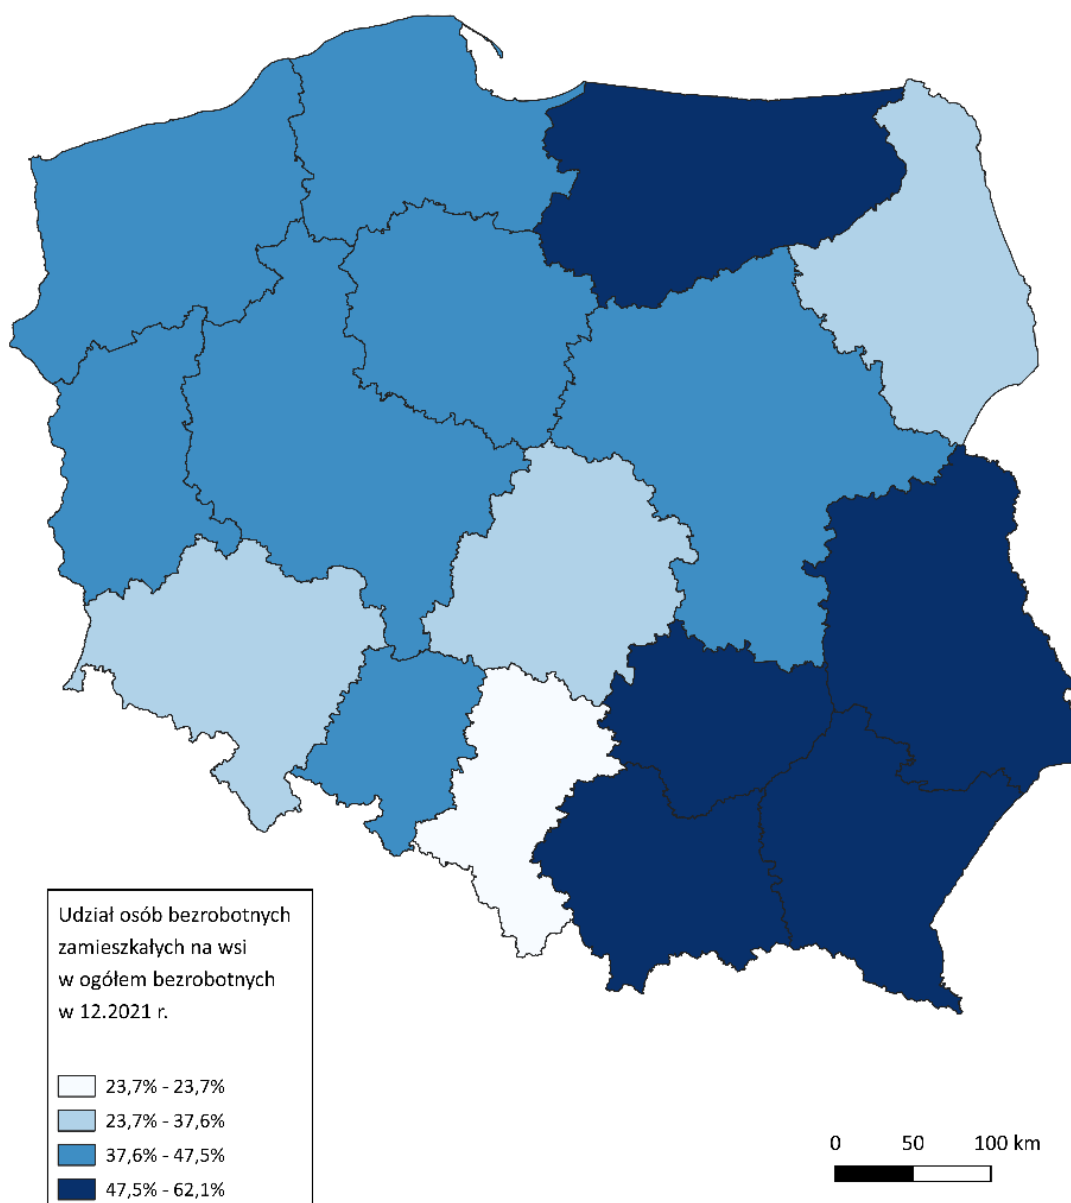 Udział osób bezrobotnych
zamieszkałych na wsi
w ogółem bezrobotnych
w 12.2021 r.
23,7% - 23,7%
23,7% - 37,6%
37,6% - 47,5%
47,5% - 62,1%
0 50 100 km